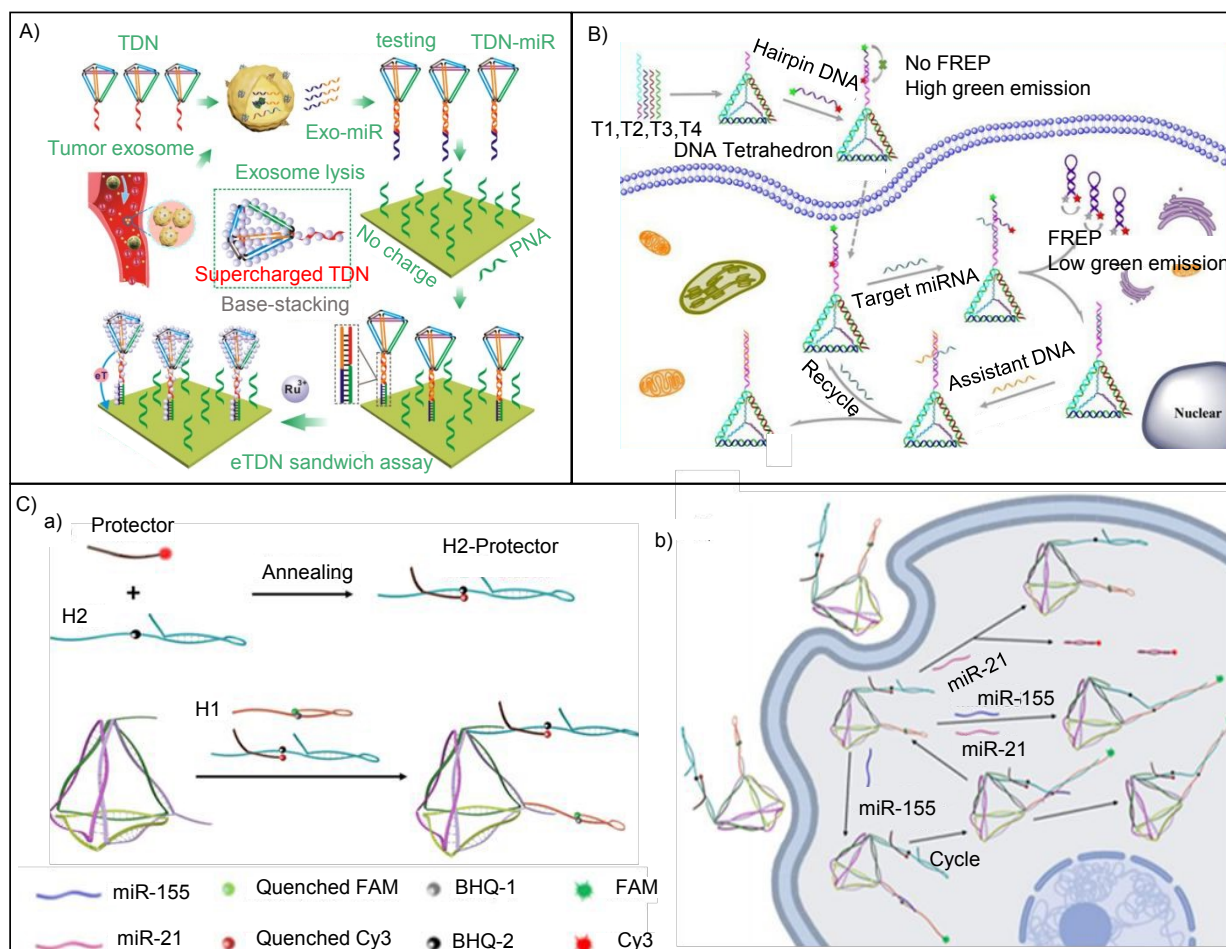 A)
TDN
testing
TDN-miR
Exo-miR
Tumor exosome
Exosome lysis
No charge
PNA
Supercharged TDN
Base-stacking
eT
Ru3+
eTDN sandwich assay
B)
Hairpin DNA
No FREP
High green emission
T1,T2,T3,T4
DNA Tetrahedron
FREP
Low green emission
Target miRNA
Assistant DNA
Recycle
Nuclear
C)
a)
Protector
H2-Protector
Annealing
+
H2
H1
miR-155
Quenched FAM
BHQ-1
FAM
miR-21
Quenched Cy3
BHQ-2
Cy3
b)
miR-21
miR-155
miR-21
miR-155
Cycle